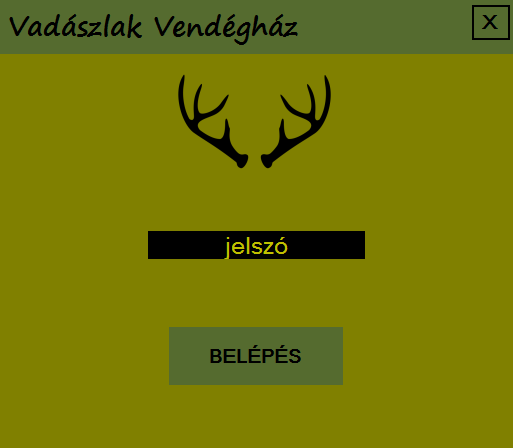 Vadászlak Vendégház
X
jelszó
BELÉPÉS